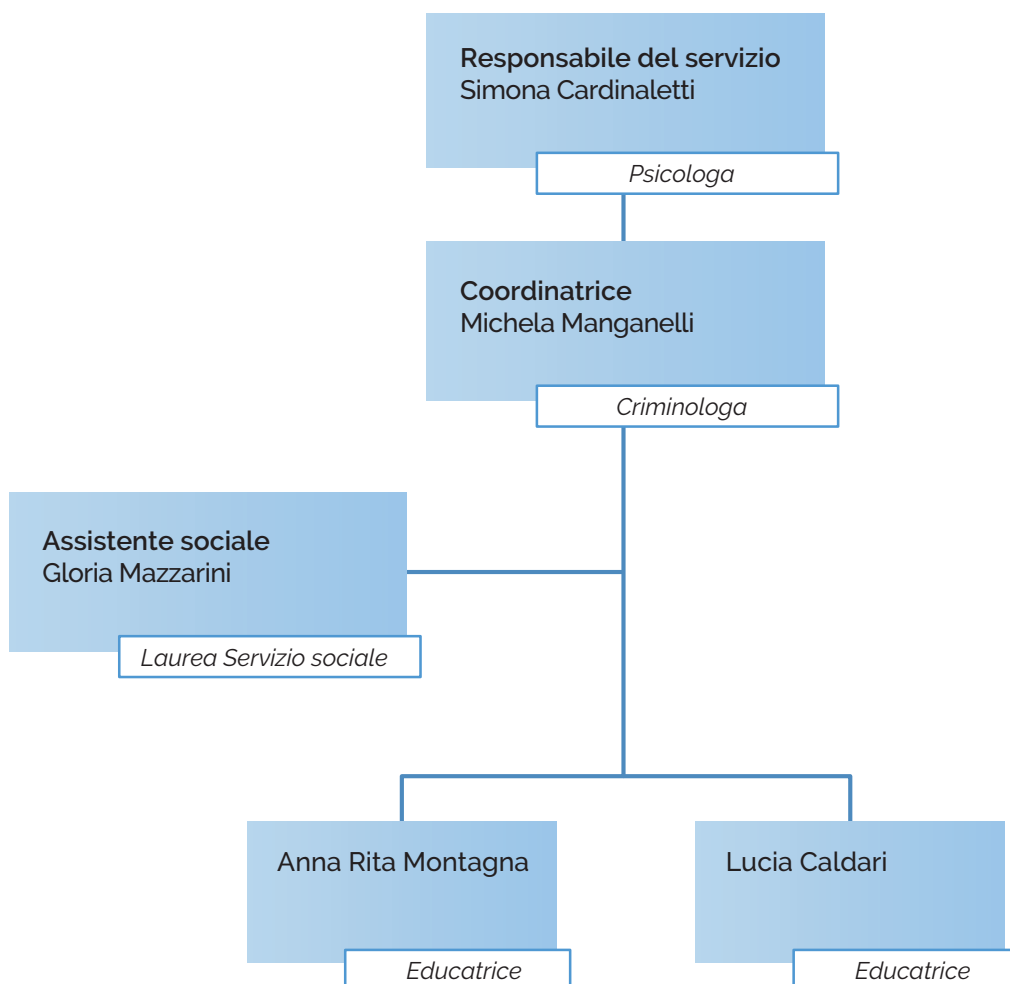 Responsabile del servizio
Simona Cardinaletti
Psicologa
Coordinatrice
Michela Manganelli
Criminologa
Assistente sociale
Gloria Mazzarini
Laurea Servizio sociale
Anna Rita Montagna
Educatrice
Lucia Caldari
Educatrice